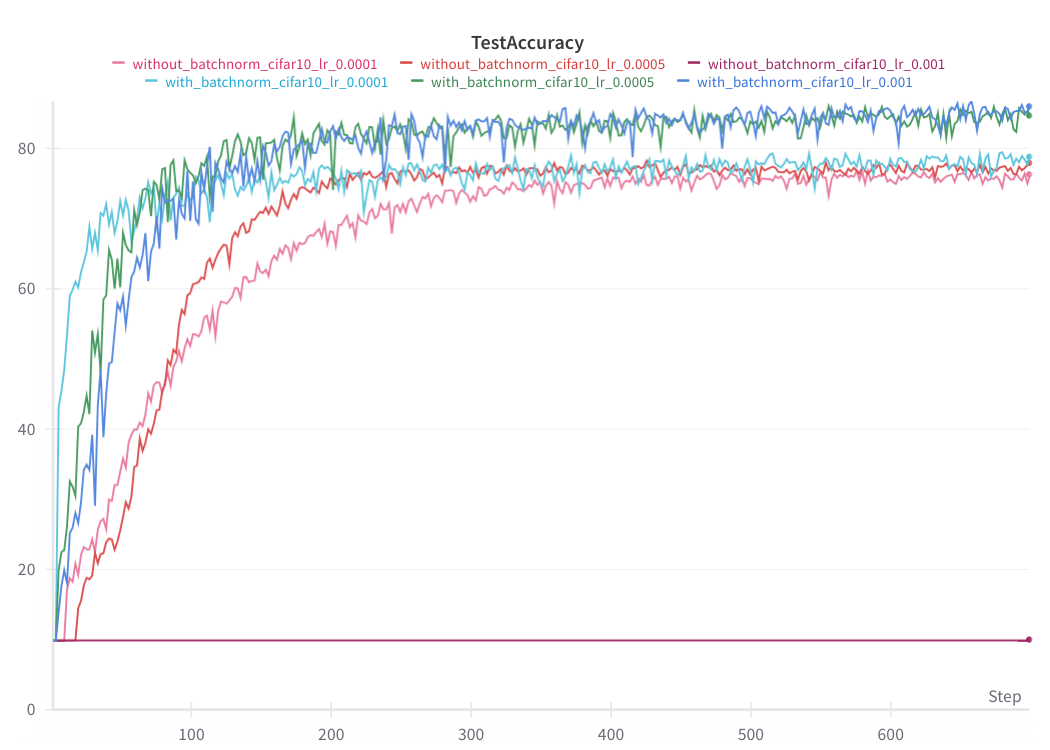 TestAccuracy
without_batchnorm_cifar10_lr_0.0001 without_batchnorm_cifar10_lr_0.0005 without_batchnorm_cifar10_lr_0.001
with_batchnorm_cifar10_lr_0.0001 with_batchnorm_cifar10_lr_0.0005 with_batchnorm_cifar10_lr_0.001
80
60
40
20
0
Step
100 200 300 400 500 600